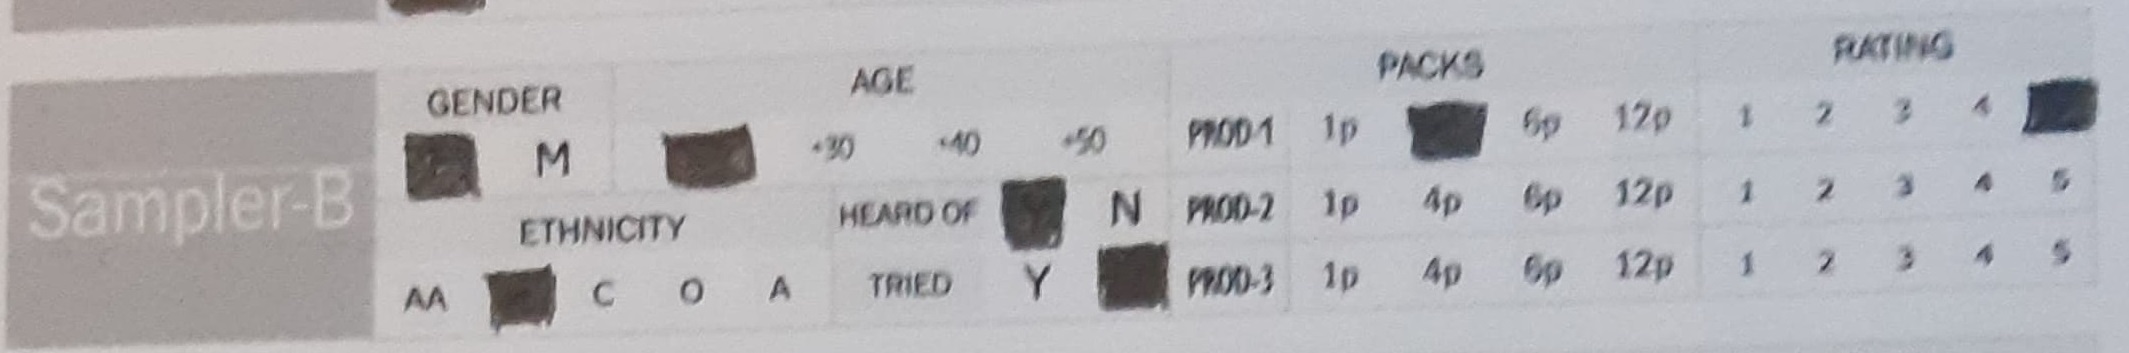 GENDER AGE PACKS RATING
M +30 +40 +50 PROD-1 1p 6p 12p 1 2 3 4
Sampler-B
ETHNICITY HEARD OF Y N PROD-2 1p 4p 6p 12p 1 2 3 4 5
AA C O A TRIED Y PROD-3 1p 4p 6p 12p 1 2 3 4 5